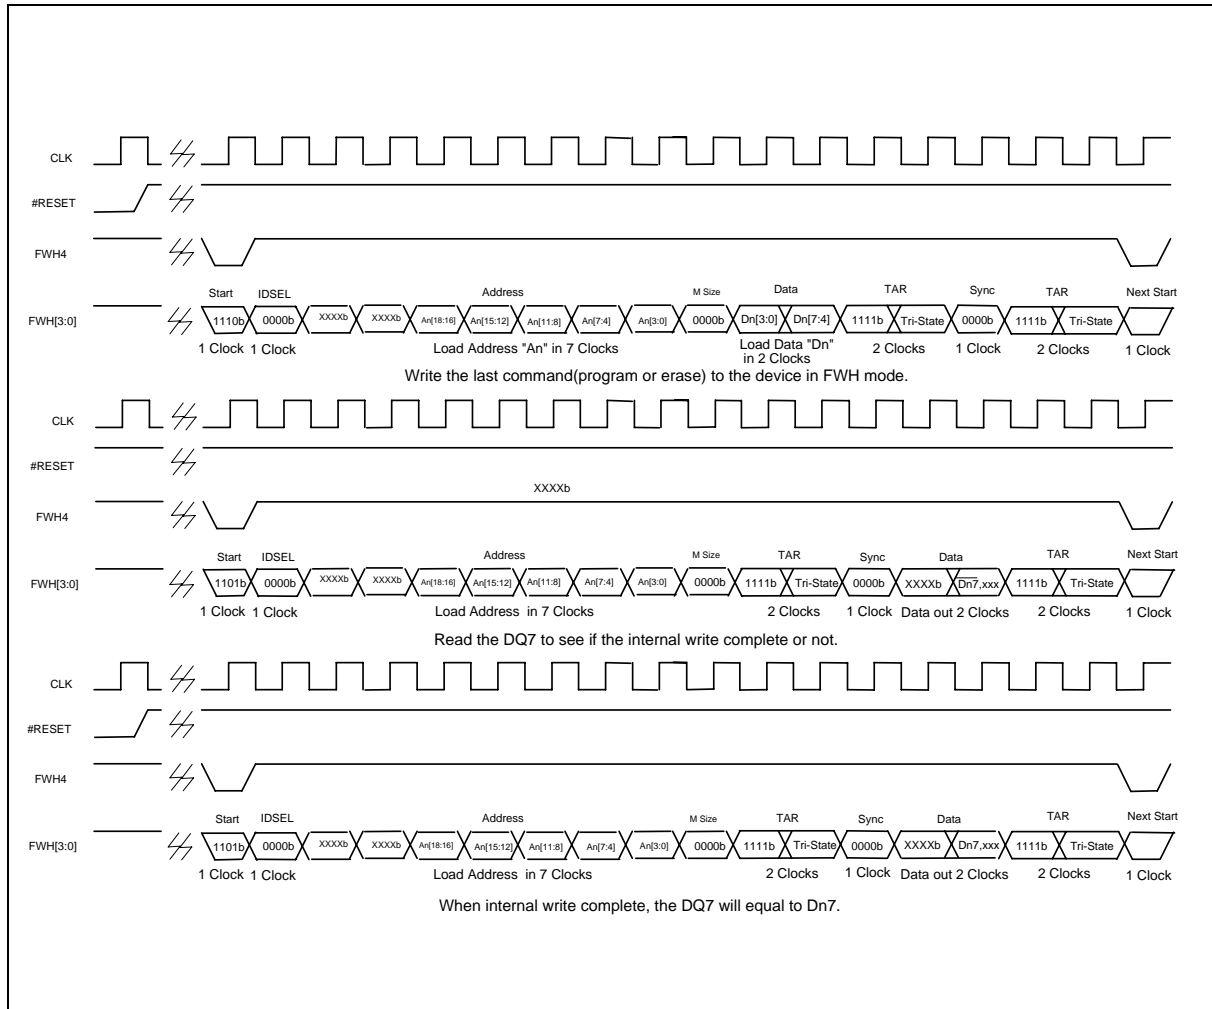 CLK
#RESET
FWH4
Start IDSEL Address M Size Data TAR Sync TAR Next Start
FWH[3:0] 1110b 0000b XXXXb XXXXb An[18:16] An[15:12] An[11:8] An[7:4] An[3:0] 0000b Dn[3:0] Dn[7:4] 1111b Tri-State 0000b 1111b Tri-State
1 Clock 1 Clock Load Address "An" in 7 Clocks Load Data "Dn" 2 Clocks 1 Clock 2 Clocks 1 Clock
in 2 Clocks
Write the last command(program or erase) to the device in FWH mode.
CLK
#RESET
XXXXb
FWH4
Start IDSEL Address M Size TAR Sync Data TAR Next Start
FWH[3:0] 1101b 0000b XXXXb XXXXb An[18:16] An[15:12] An[11:8] An[7:4] An[3:0] 0000b 1111b Tri-State 0000b XXXXb D̅n̅7̅,xxx 1111b Tri-State
1 Clock 1 Clock Load Address in 7 Clocks 2 Clocks 1 Clock Data out 2 Clocks 2 Clocks 1 Clock
Read the DQ7 to see if the internal write complete or not.
CLK
#RESET
FWH4
Start IDSEL Address M Size TAR Sync Data TAR Next Start
FWH[3:0] 1101b 0000b XXXXb XXXXb An[18:16] An[15:12] An[11:8] An[7:4] An[3:0] 0000b 1111b Tri-State 0000b XXXXb Dn7,xxx 1111b Tri-State
1 Clock 1 Clock Load Address in 7 Clocks 2 Clocks 1 Clock Data out 2 Clocks 2 Clocks 1 Clock
When internal write complete, the DQ7 will equal to Dn7.